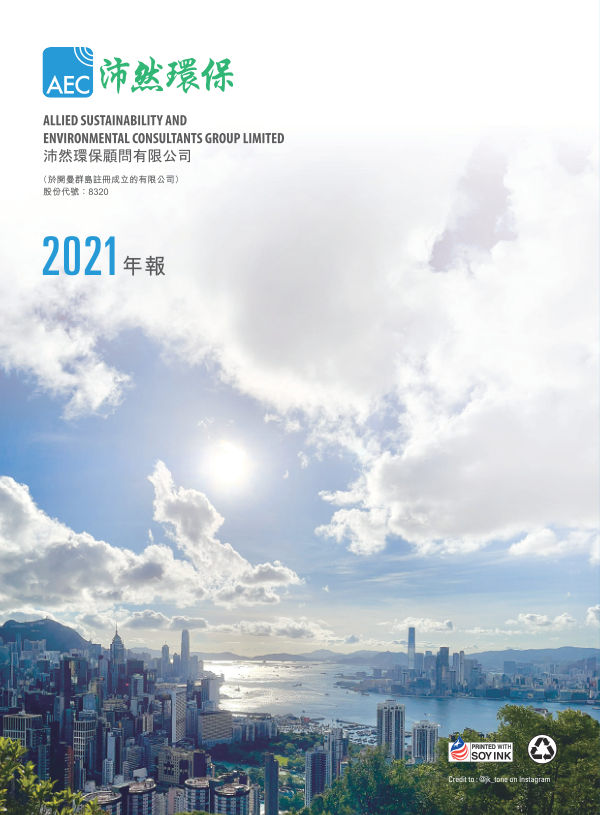 AEC 沛然環保
ALLIED SUSTAINABILITY AND
ENVIRONMENTAL CONSULTANTS GROUP LIMITED
沛然環保顧問有限公司
(於開曼群島註冊成立的有限公司)
股份代號：8320
2021 年報
PRINTED WITH
SOY INK
Credit to : @jk_tone on Instagram